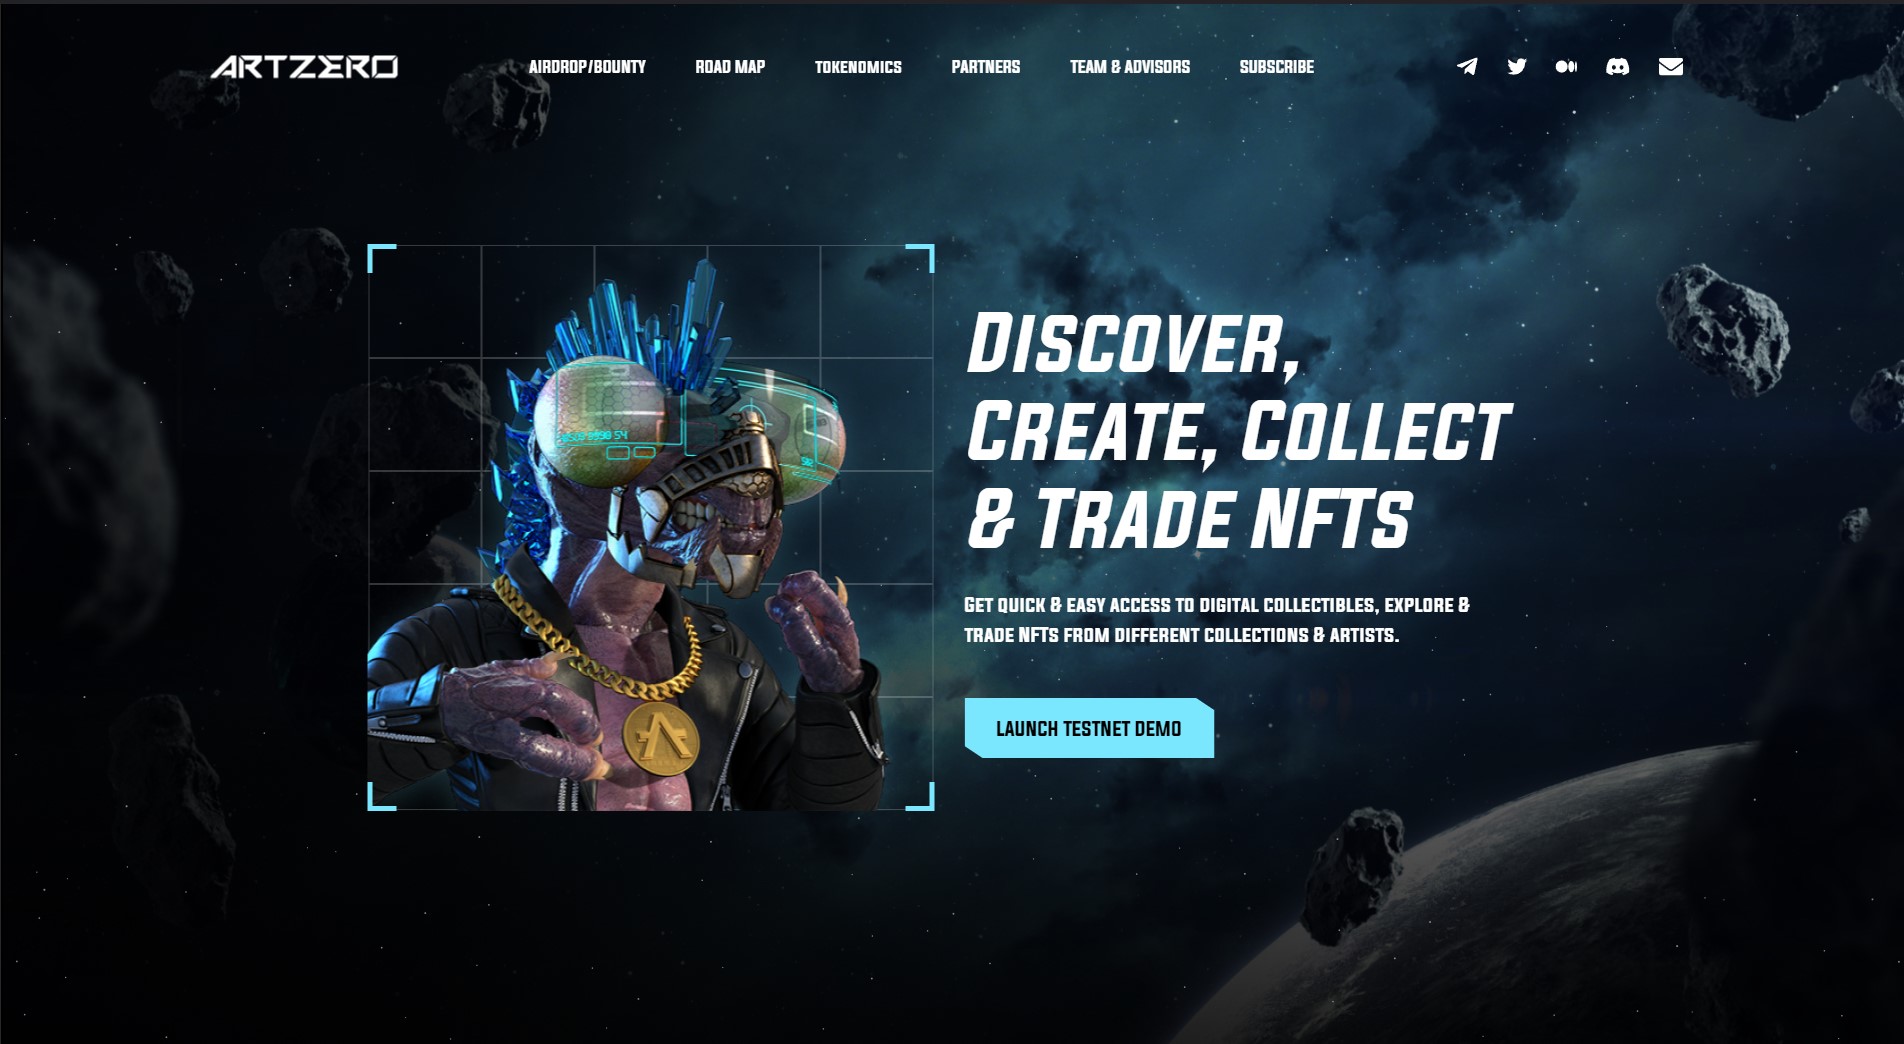 ARTZERO
AIRDROP/BOUNTY ROAD MAP TOKENOMICS PARTNERS TEAM & ADVISORS SUBSCRIBE
DISCOVER,
CREATE, COLLECT
& TRADE NFTS
GET QUICK & EASY ACCESS TO DIGITAL COLLECTIBLES, EXPLORE &
TRADE NFTS FROM DIFFERENT COLLECTIONS & ARTISTS.
LAUNCH TESTNET DEMO